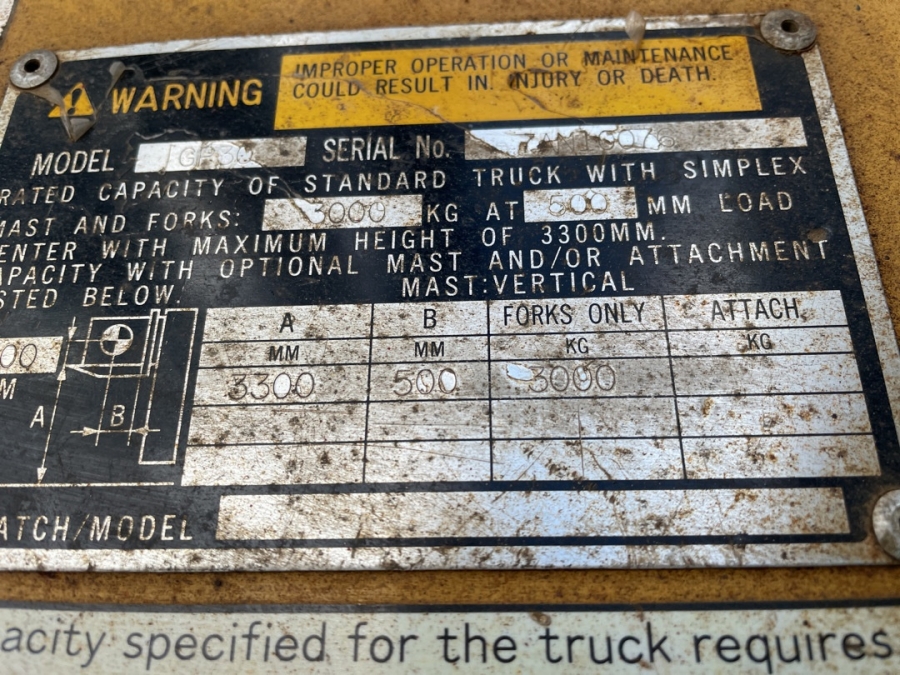 WARNING
IMPROPER OPERATION OR MAINTENANCE
COULD RESULT IN INJURY OR DEATH.
MODEL SERIAL No.
RATED CAPACITY OF STANDARD TRUCK WITH SIMPLEX
MAST AND FORKS: 3000 KG AT 500 MM LOAD
ENTER WITH MAXIMUM HEIGHT OF 3300MM.
APACITY WITH OPTIONAL MAST AND/OR ATTACHMENT
STED BELOW. MAST:VERTICAL
A B FORKS ONLY ATTACH.
MM MM KG KG
3300 500 3000
00
M
A
B
ATCH/MODEL
acity specified for the truck requires